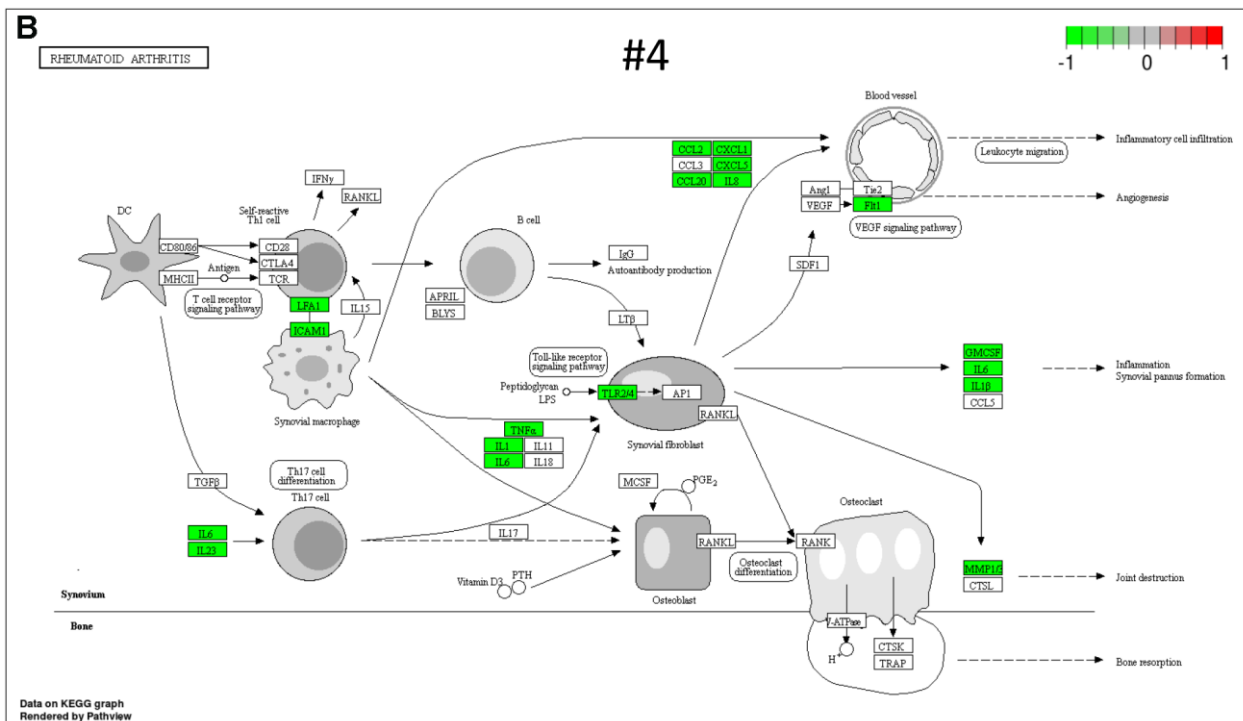 B
RHEUMATOID ARTHRITIS
#4
-1 0 1
Blood vessel
Inflammatory cell infiltration
Leukocyte migration
CCL2 CXCL1
CCL3 CXCL5
CCL20 IL8
IFNγ
RANKL
Ang1 Tie2
VEGF Flt1
Angiogenesis
VEGF signaling pathway
DC
Self-reactive
Th1 cell
B cell
CD80/86 CD28
CTLA4
Antigen
MHCII TCR
T cell receptor
signaling pathway
IgG
Autoantibody production
SDF1
LFA1
IL15
APRIL
BLYS
LTβ
ICAM1
Toll-like receptor
signaling pathway
GMCSF
IL6
IL1β
CCL5
Inflammation
Synovial pannus formation
Peptidoglycan
LPS
TLR2/4 AP1
RANKL
Synovial macrophage
Synovial fibroblast
TNFα
IL1 IL11
IL6 IL18
TGFβ
Th17 cell
differentiation
Th17 cell
MCSF
PGE2
Osteoclast
IL6
IL23
IL17
RANKL RANK
Osteoclast
differentiation
Vitamin D3 PTH
Osteoblast
MMP1/3
CTSL
Joint destruction
Synovium
Bone
V-ATPase
H+
CTSK
TRAP
Bone resorption
Data on KEGG graph
Rendered by Pathview